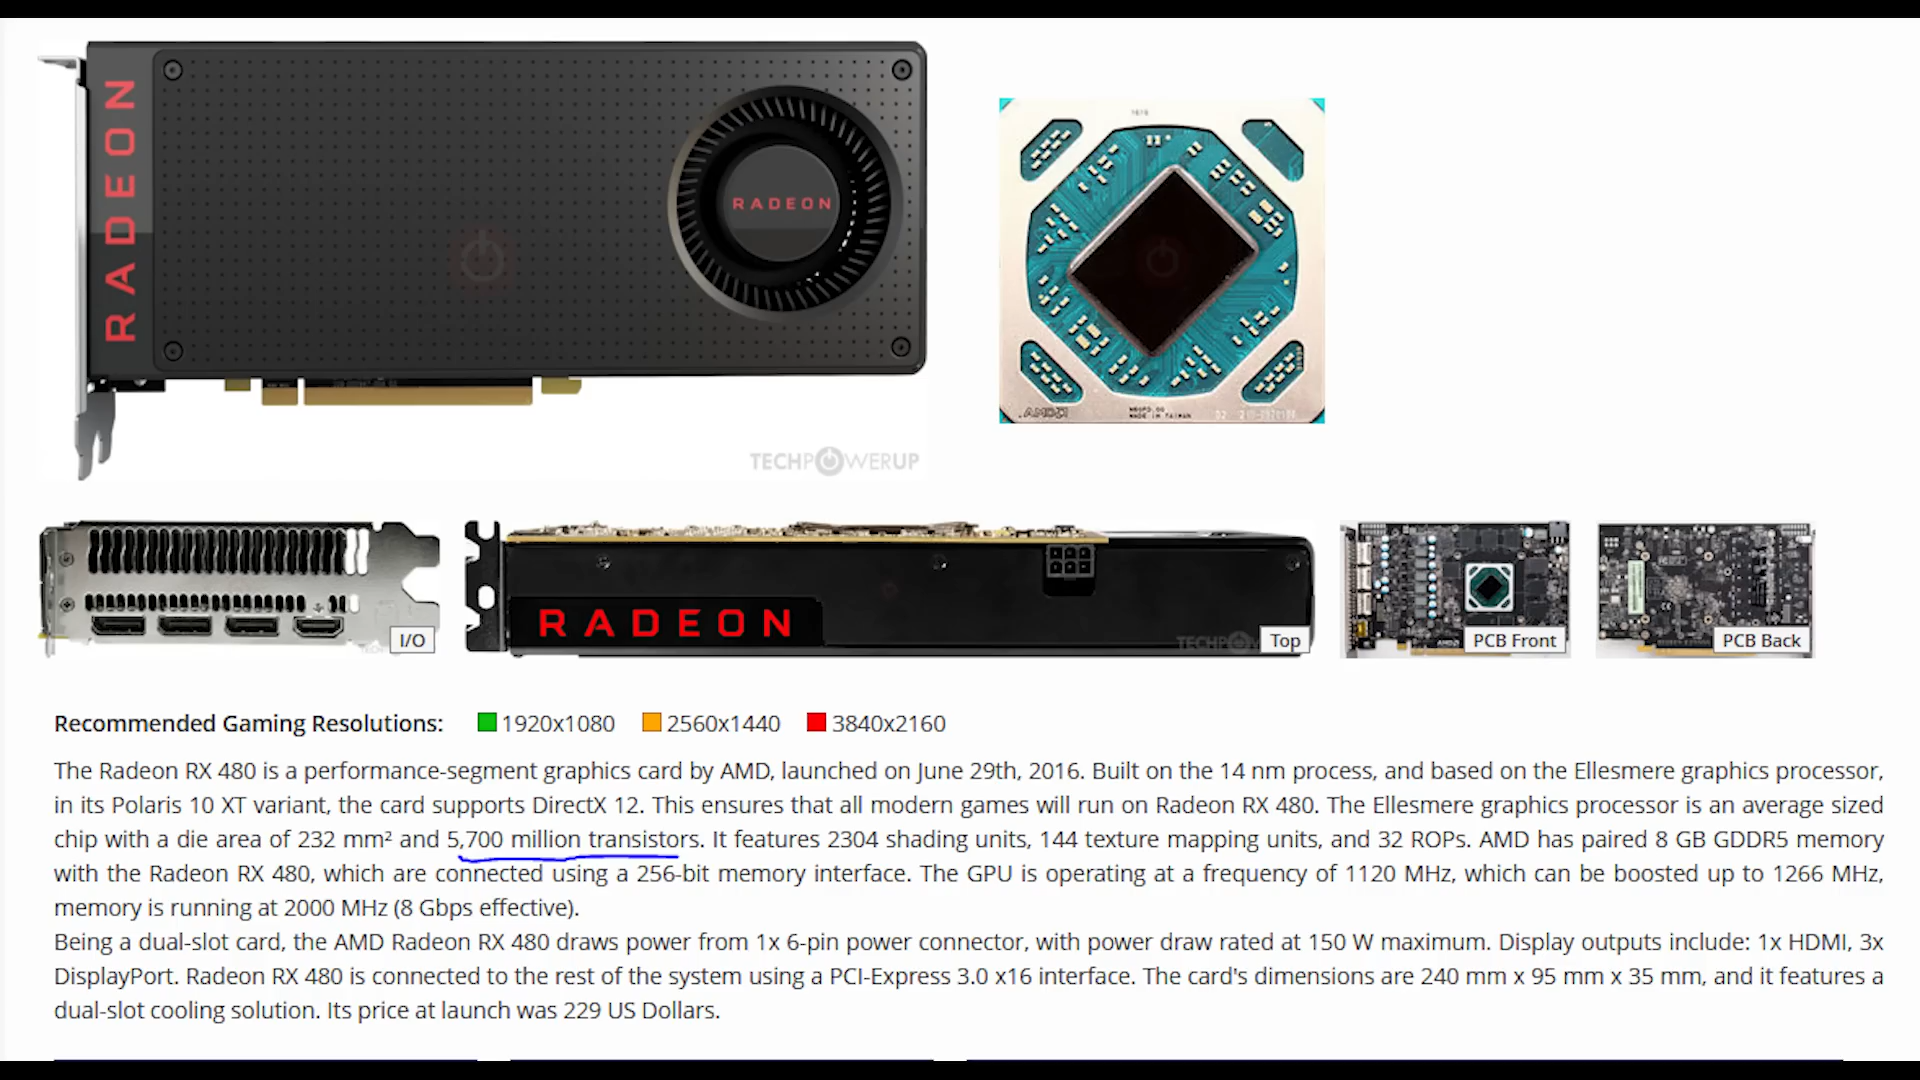 RADEON
RADEON
TECHPOWERUP
AMD
MADE IN TAIWAN
I/O
RADEON
Top
PCB Front
PCB Back
Recommended Gaming Resolutions: 1920x1080 2560x1440 3840x2160
The Radeon RX 480 is a performance-segment graphics card by AMD, launched on June 29th, 2016. Built on the 14 nm process, and based on the Ellesmere graphics processor,
in its Polaris 10 XT variant, the card supports DirectX 12. This ensures that all modern games will run on Radeon RX 480. The Ellesmere graphics processor is an average sized
chip with a die area of 232 mm² and 5,700 million transistors. It features 2304 shading units, 144 texture mapping units, and 32 ROPs. AMD has paired 8 GB GDDR5 memory
with the Radeon RX 480, which are connected using a 256-bit memory interface. The GPU is operating at a frequency of 1120 MHz, which can be boosted up to 1266 MHz,
memory is running at 2000 MHz (8 Gbps effective).
Being a dual-slot card, the AMD Radeon RX 480 draws power from 1x 6-pin power connector, with power draw rated at 150 W maximum. Display outputs include: 1x HDMI, 3x
DisplayPort. Radeon RX 480 is connected to the rest of the system using a PCI-Express 3.0 x16 interface. The card's dimensions are 240 mm x 95 mm x 35 mm, and it features a
dual-slot cooling solution. Its price at launch was 229 US Dollars.